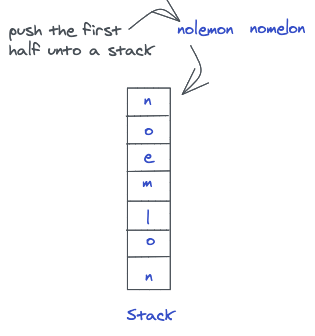 push the first
half unto a stack
nolemon nomelon
n
o
e
m
l
o
n
Stack